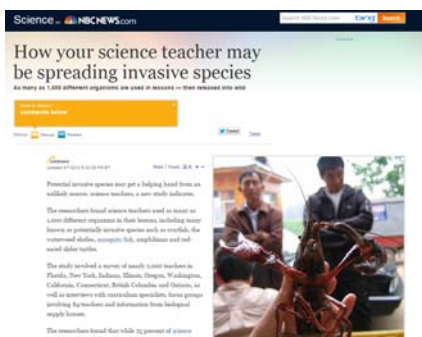 Science on NBCNEWS.com
Search
How your science teacher may
be spreading invasive species
As many as 1,000 different organisms are used in lessons — then released into wild
comments below
Tweet
Potential invasive species may get a helping hand from an
unlikely source: science teachers, a new study indicates.
The researchers found science teachers used as many as
1,000 different organisms in their lessons, including many
known or potentially invasive species such as crayfish, the
waterweed elodea, mosquito fish, amphibians and red-
eared slider turtles.
The study involved a survey of nearly 2,000 teachers in
Florida, New York, Indiana, Illinois, Oregon, Washington,
California, Connecticut, British Columbia and Ontario, as
well as interviews with curriculum specialists, focus groups
involving 84 teachers and information from biological
supply houses.
The researchers found that while 25 percent of science